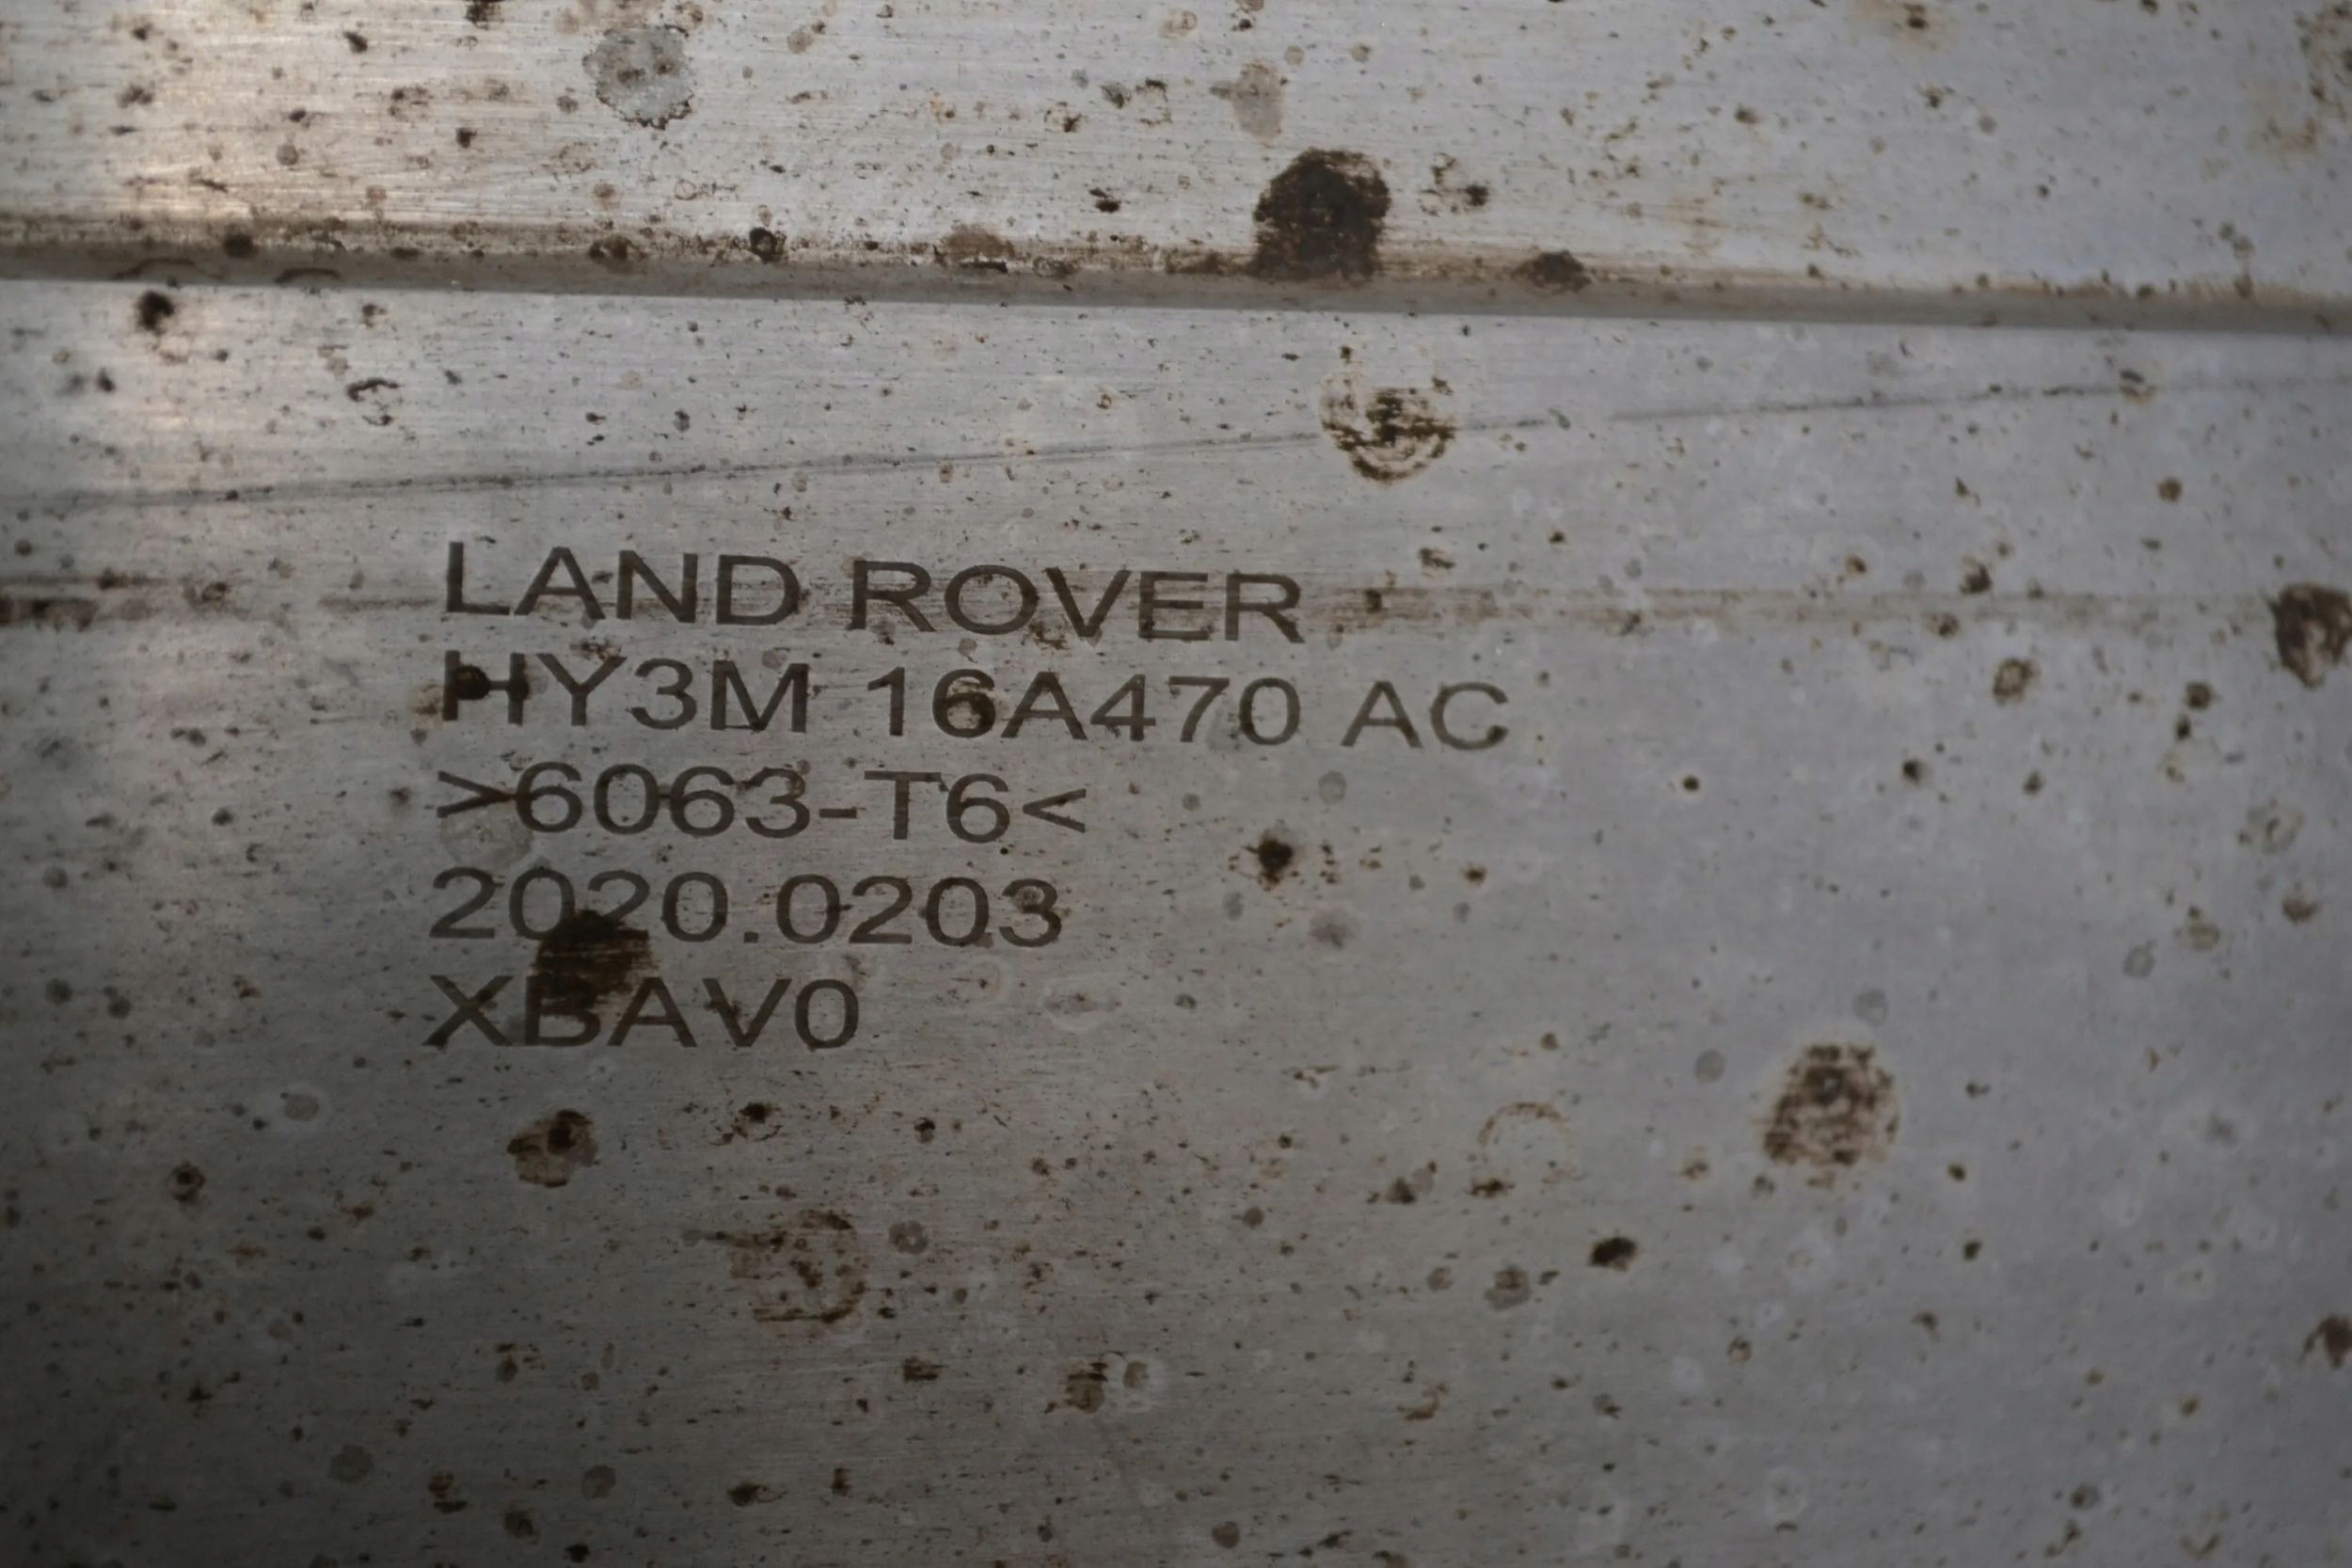 LAND ROVER
HY3M 16A470 AC
>6063-T6<
2020.0203
XBAV0